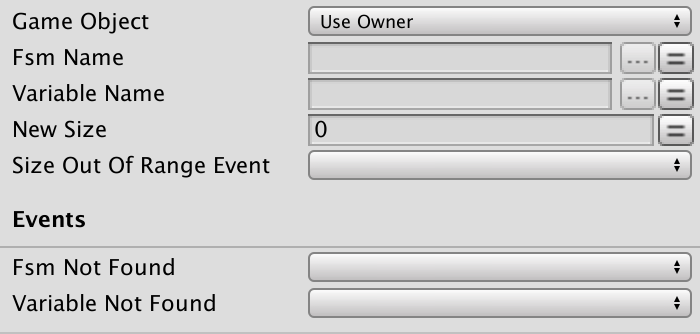 Game Object Use Owner
Fsm Name ...
Variable Name ...
New Size 0
Size Out Of Range Event
Events
Fsm Not Found
Variable Not Found